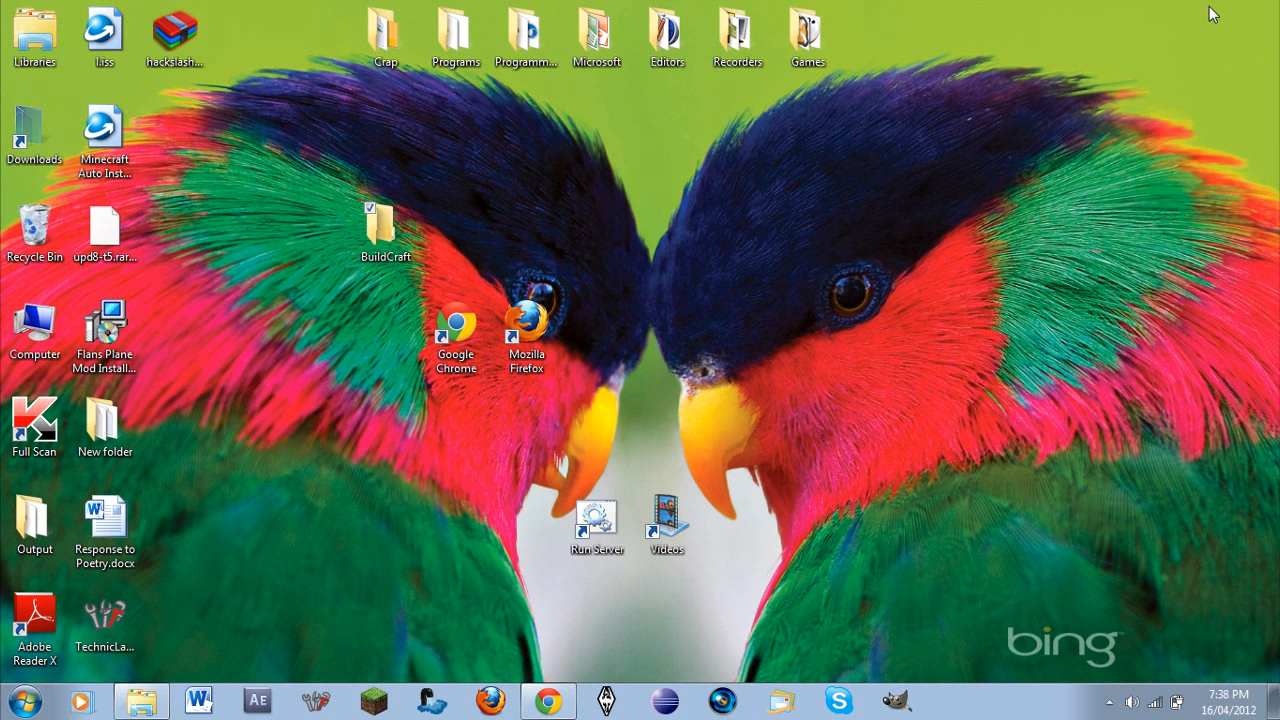 Libraries
l.iss
hackslash...
Crap
Programs
Programm...
Microsoft
Editors
Recorders
Games
Downloads
Minecraft
Auto Inst...
Recycle Bin
upd8-t5.rar...
BuildCraft
Computer
Flans Plane
Mod Install...
Google
Chrome
Mozilla
Firefox
Full Scan
New folder
Output
Response to
Poetry.docx
Run Server
Videos
Adobe
Reader X
TechnicLa...
bing
W
AE
7:38 PM
16/04/2012